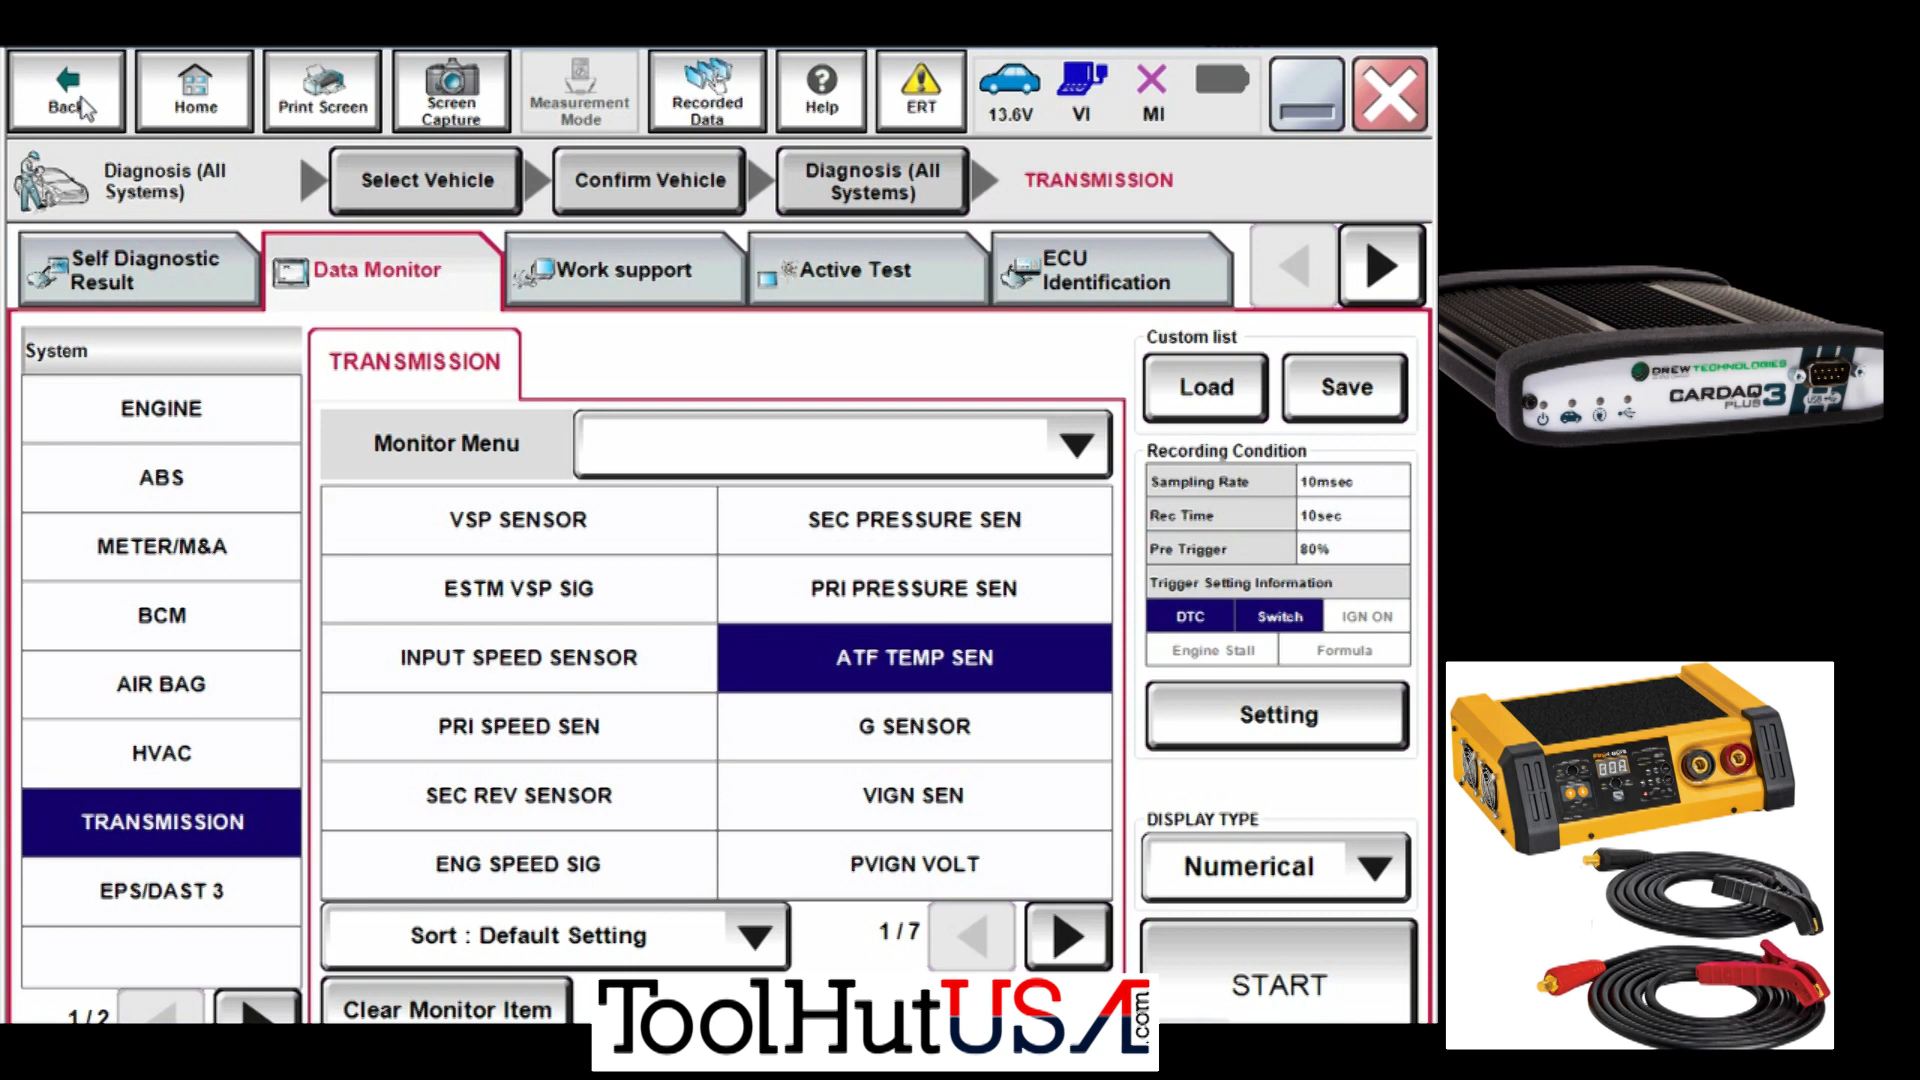 Back
Home
Print Screen
Screen
Capture
Measurement
Mode
Recorded
Data
Help
ERT
13.6V
VI
MI
Diagnosis (All
Systems)
Select Vehicle
Confirm Vehicle
Diagnosis (All
Systems)
TRANSMISSION
Self Diagnostic
Result
Data Monitor
Work support
Active Test
ECU
Identification
System
ENGINE
ABS
METER/M&A
BCM
AIR BAG
HVAC
TRANSMISSION
EPS/DAST 3
1/2
TRANSMISSION
Monitor Menu
VSP SENSOR
SEC PRESSURE SEN
ESTM VSP SIG
PRI PRESSURE SEN
INPUT SPEED SENSOR
ATF TEMP SEN
PRI SPEED SEN
G SENSOR
SEC REV SENSOR
VIGN SEN
ENG SPEED SIG
PVIGN VOLT
Sort : Default Setting
1/7
Clear Monitor Item
Custom list
Load
Save
Recording Condition
Sampling Rate
10msec
Rec Time
10sec
Pre Trigger
80%
Trigger Setting Information
DTC
Switch
IGN ON
Engine Stall
Formula
Setting
DISPLAY TYPE
Numerical
START
DREW TECHNOLOGIES
CARDAQ
PLUS 3
USB
ToolHutUSA.com